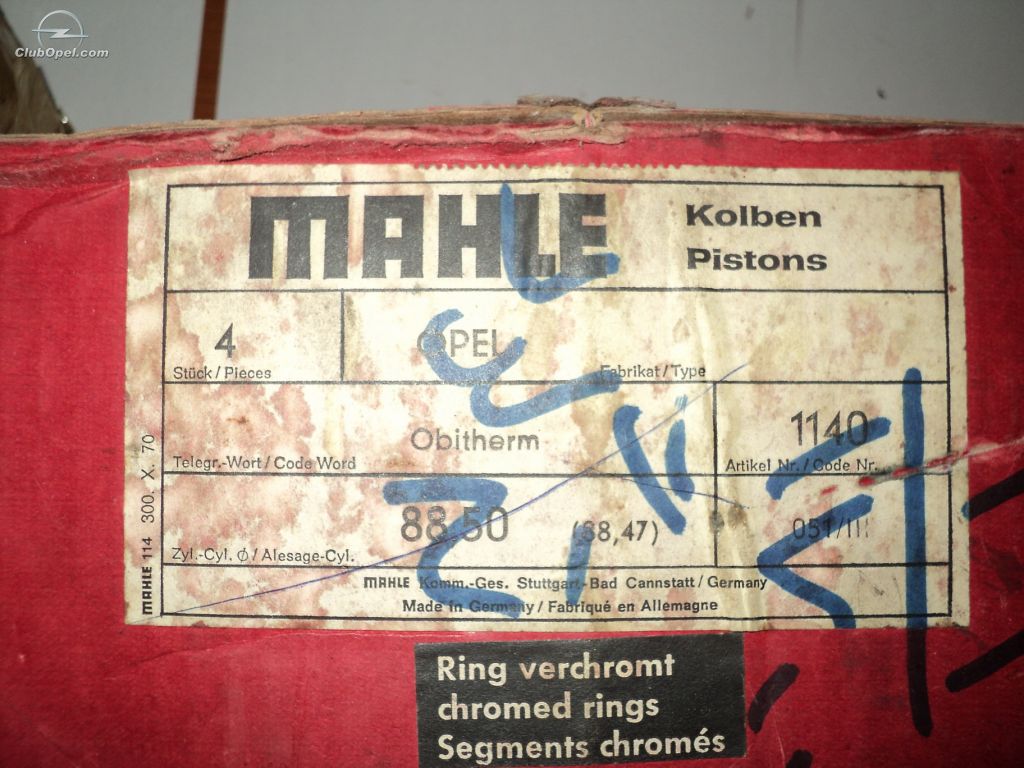 ClubOpel.com
MAHLE
Kolben
Pistons
4
Stück / Pieces
OPEL
Fabrikat / Type
Obitherm
Telegr.-Wort / Code Word
1140
Artikel Nr. / Code Nr.
88,50 (88,47)
Zyl.-Cyl. ϕ / Alesage-Cyl.
051/III
MAHLE Komm.-Ges. Stuttgart-Bad Cannstatt / Germany
Made in Germany / Fabriqué en Allemagne
MAHLE 114 300. X. 70
Ring verchromt
chromed rings
Segments chromés